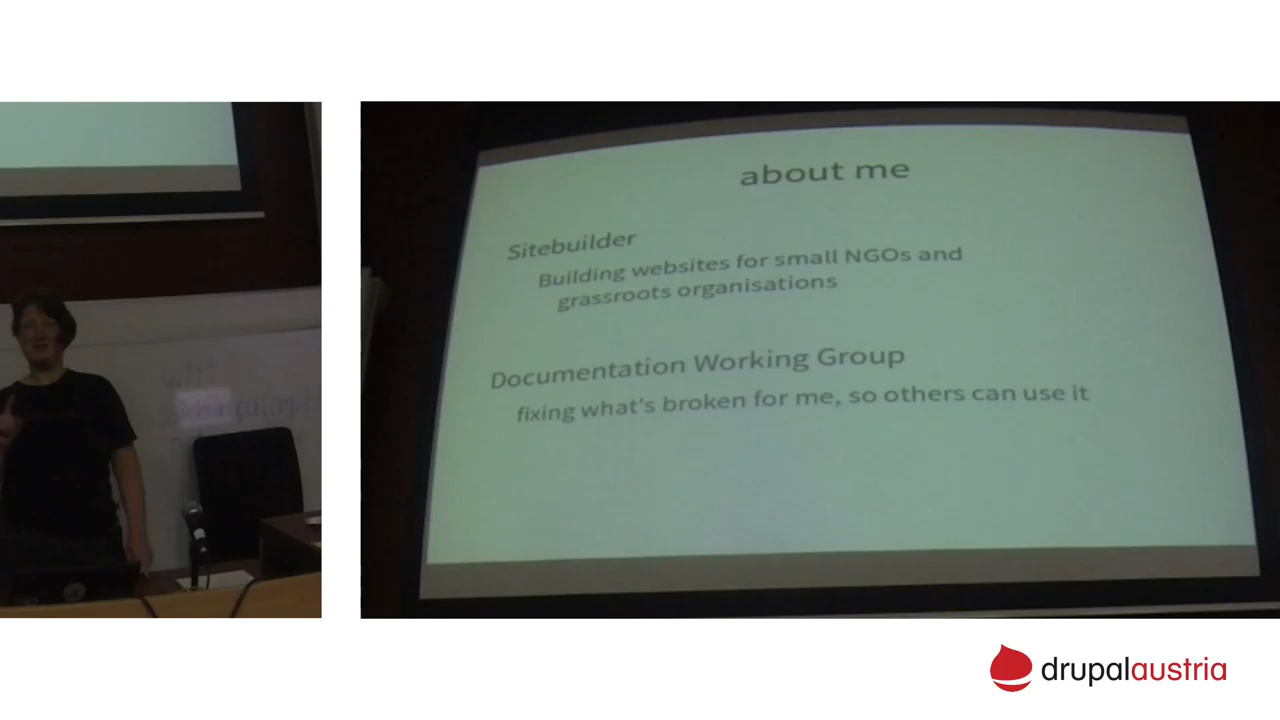 about me
Sitebuilder
Building websites for small NGOs and
grassroots organisations
Documentation Working Group
fixing what's broken for me, so others can use it
drupalaustria